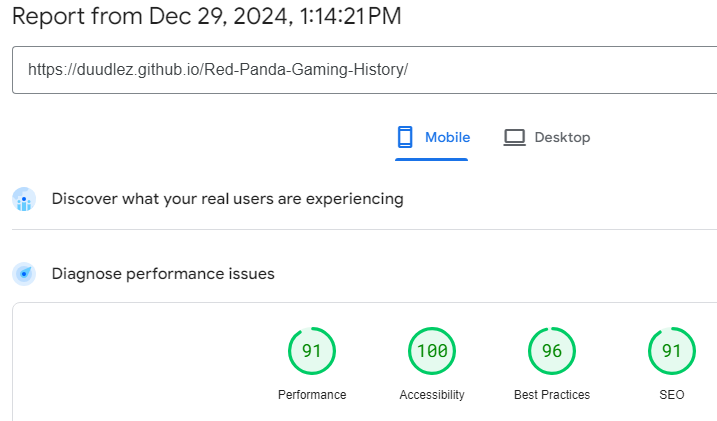 Report from Dec 29, 2024, 1:14:21 PM
https://duudlez.github.io/Red-Panda-Gaming-History/
Mobile
Desktop
Discover what your real users are experiencing
Diagnose performance issues
91
100
96
91
Performance
Accessibility
Best Practices
SEO